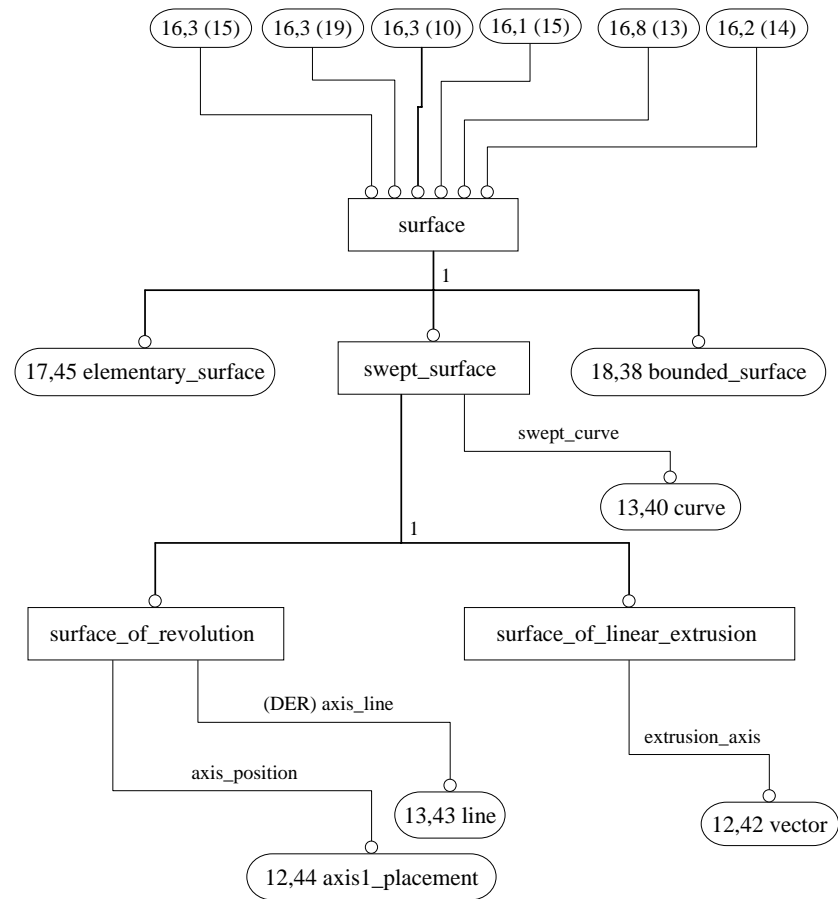 16,3 (15)
16,3 (19)
16,3 (10)
16,1 (15)
16,8 (13)
16,2 (14)
surface
1
17,45 elementary_surface
swept_surface
18,38 bounded_surface
swept_curve
13,40 curve
1
surface_of_revolution
surface_of_linear_extrusion
(DER) axis_line
extrusion_axis
axis_position
13,43 line
12,42 vector
12,44 axis1_placement